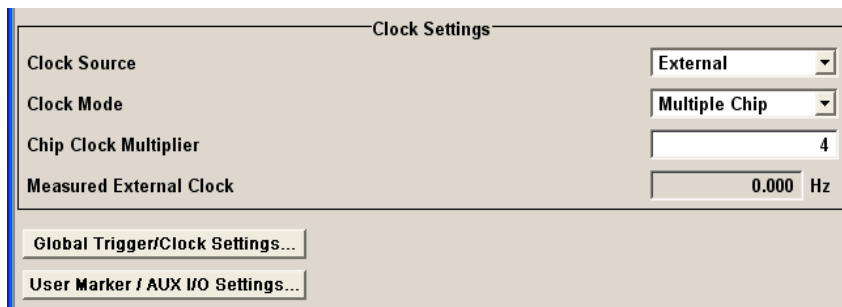 Clock Settings
Clock Source External
Clock Mode Multiple Chip
Chip Clock Multiplier 4
Measured External Clock 0.000 Hz
Global Trigger/Clock Settings...
User Marker / AUX I/O Settings...